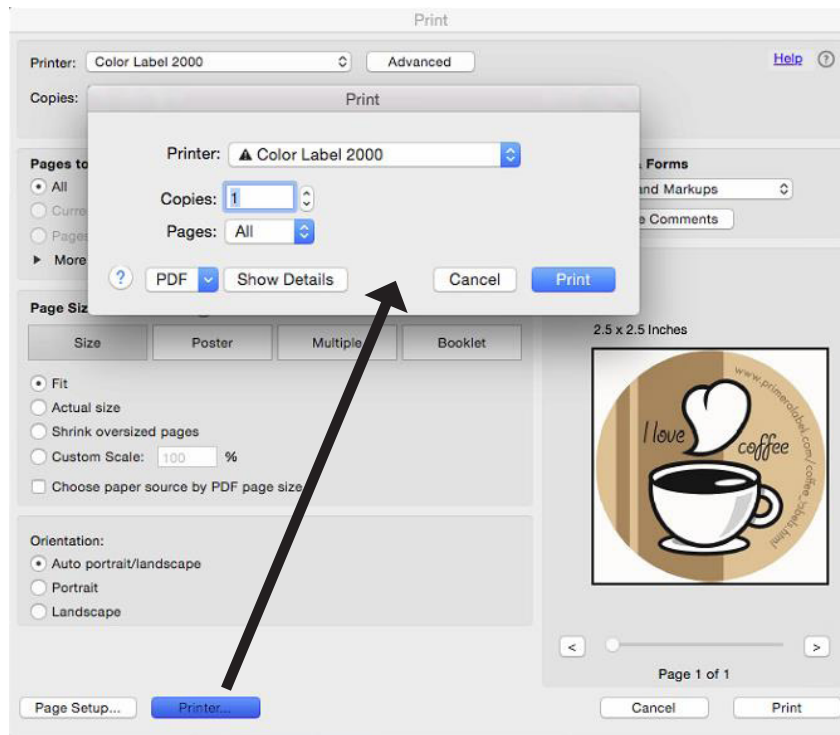 Print
Printer: Color Label 2000 Advanced Help ?
Copies:
Print
Printer: Color Label 2000
Copies: 1
Pages: All
? PDF Show Details Cancel Print
Pages to
All
Curre
Pages
More
Forms
and Markups
Comments
Page Siz
Size Poster Multiple Booklet
Fit
Actual size
Shrink oversized pages
Custom Scale: 100 %
Choose paper source by PDF page size
Orientation:
Auto portrait/landscape
Portrait
Landscape
2.5 x 2.5 Inches
I love coffee
www.primeralabel.com/coffee_labels.html
< >
Page 1 of 1
Page Setup... Printer... Cancel Print